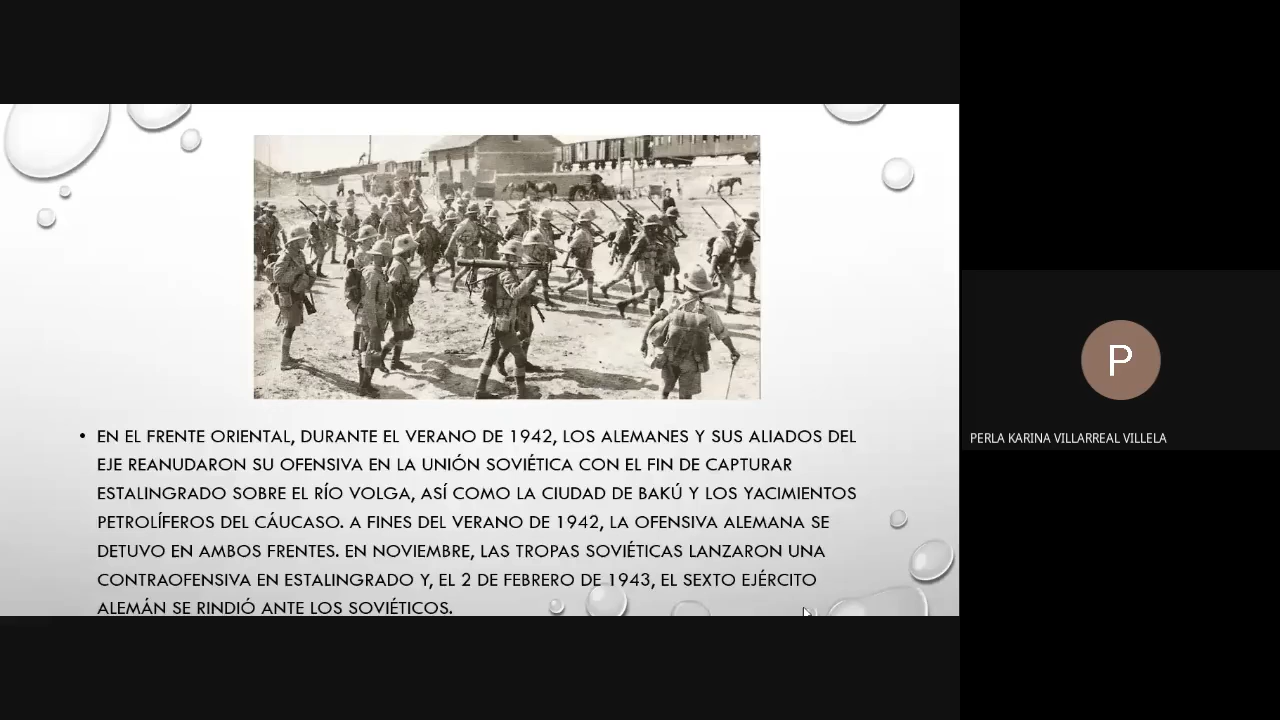 • EN EL FRENTE ORIENTAL, DURANTE EL VERANO DE 1942, LOS ALEMANES Y SUS ALIADOS DEL
EJE REANUDARON SU OFENSIVA EN LA UNIÓN SOVIÉTICA CON EL FIN DE CAPTURAR
ESTALINGRADO SOBRE EL RÍO VOLGA, ASÍ COMO LA CIUDAD DE BAKÚ Y LOS YACIMIENTOS
PETROLÍFEROS DEL CÁUCASO. A FINES DEL VERANO DE 1942, LA OFENSIVA ALEMANA SE
DETUVO EN AMBOS FRENTES. EN NOVIEMBRE, LAS TROPAS SOVIÉTICAS LANZARON UNA
CONTRAOFENSIVA EN ESTALINGRADO Y, EL 2 DE FEBRERO DE 1943, EL SEXTO EJÉRCITO
ALEMÁN SE RINDIÓ ANTE LOS SOVIÉTICOS.
P
PERLA KARINA VILLARREAL VILLELA